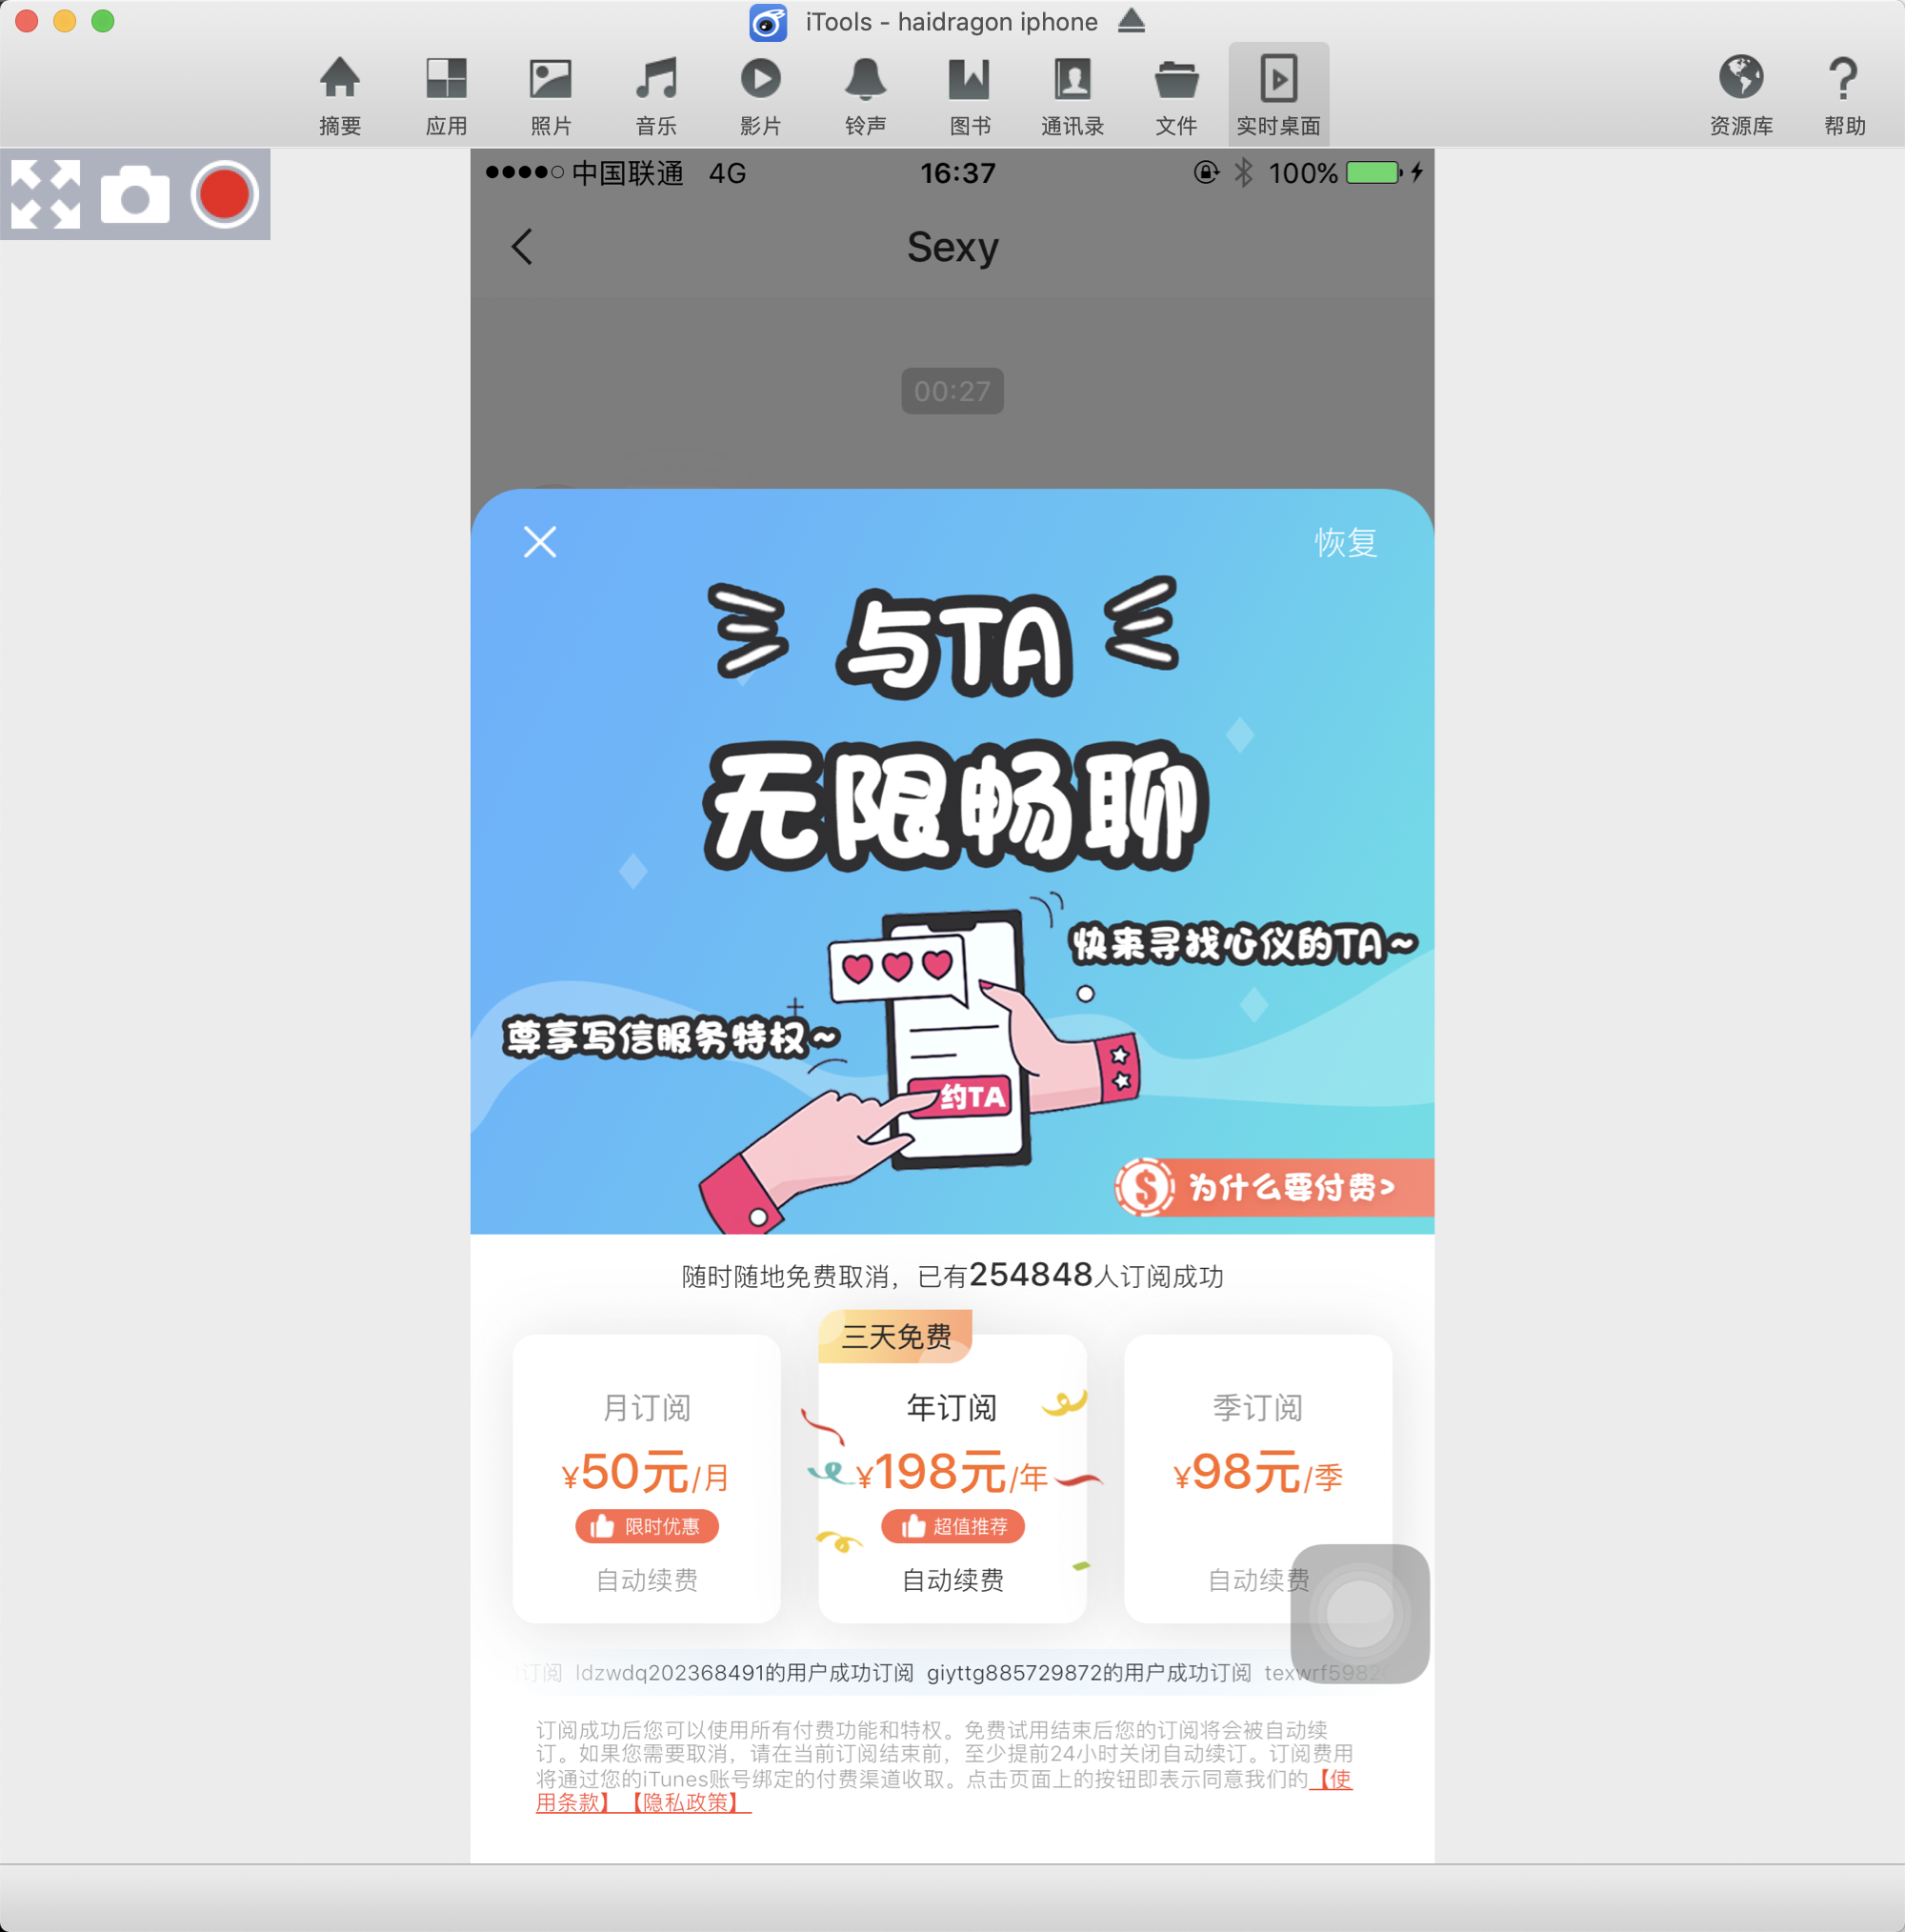 iTools - haidragon iphone
摘要 应用 照片 音乐 影片 铃声 图书 通讯录 文件 实时桌面 资源库 帮助
中国联通 4G 16:37 100%
Sexy
00:27
恢复
与TA
无限畅聊
快来寻找心仪的TA~
尊享写信服务特权~
约TA
为什么要付费>
随时随地免费取消，已有254848人订阅成功
三天免费
月订阅 年订阅 季订阅
¥50元/月 ¥198元/年 ¥98元/季
限时优惠 超值推荐
自动续费 自动续费 自动续费
订阅 ldzwdq202368491的用户成功订阅 giyttg885729872的用户成功订阅 texwrf5982
订阅成功后您可以使用所有付费功能和特权。免费试用结束后您的订阅将会被自动续
订。如果您需要取消，请在当前订阅结束前，至少提前24小时关闭自动续订。订阅费用
将通过您的iTunes账号绑定的付费渠道收取。点击页面上的按钮即表示同意我们的【使
用条款】【隐私政策】